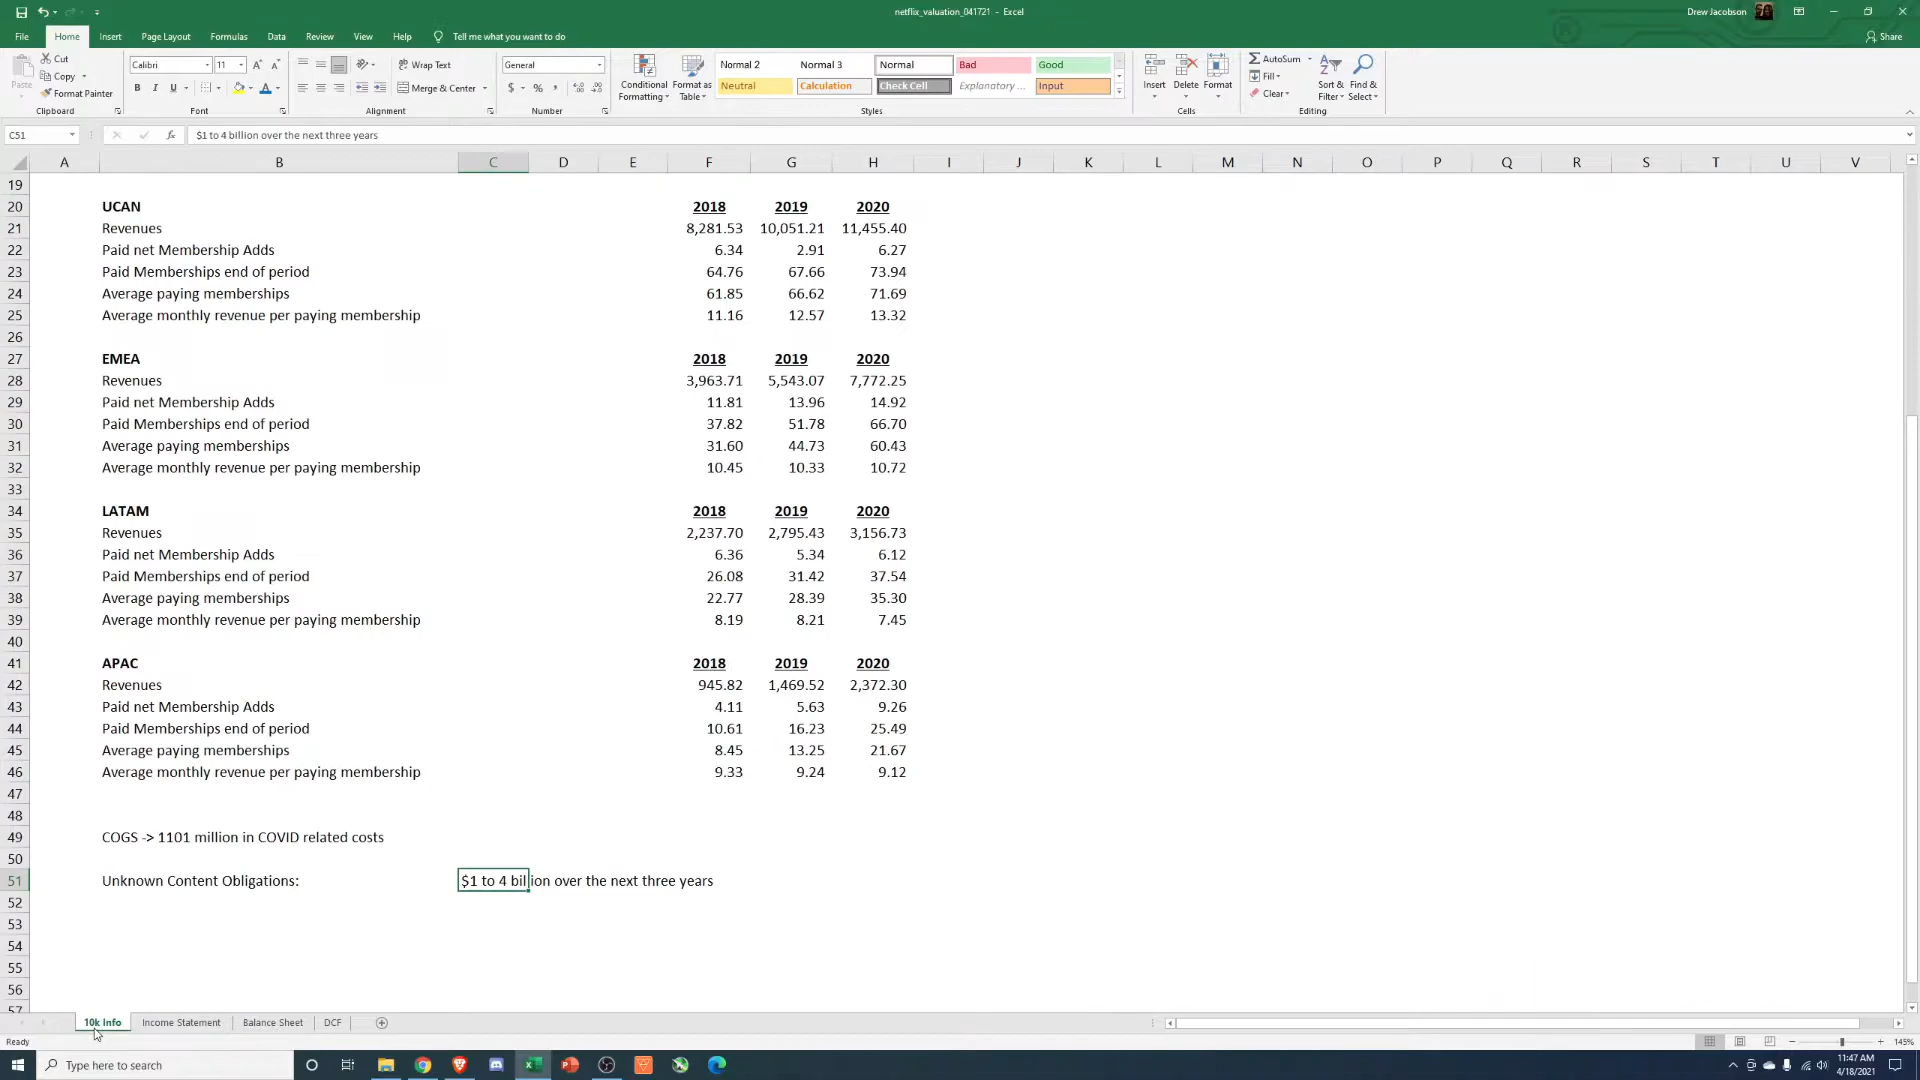 netflix_valuation_041721 - Excel
Drew Jacobson
File Home Insert Page Layout Formulas Data Review View Help Tell me what you want to do
Share
Paste
Cut
Copy
Format Painter
Clipboard
Calibri 11
B I U
Font
Wrap Text
Merge & Center
Alignment
General
$ % ,
Number
Conditional Formatting
Format as Table
Normal 2 Normal 3 Normal Bad Good
Neutral Calculation Check Cell Explanatory ... Input
Styles
Insert Delete Format
Cells
AutoSum
Fill
Clear
Sort & Filter
Find & Select
Editing
C51 fx $1 to 4 billion over the next three years
A B C D E F G H I J K L M N O P Q R S T U V
19
20 UCAN 2018 2019 2020
21 Revenues 8,281.53 10,051.21 11,455.40
22 Paid net Membership Adds 6.34 2.91 6.27
23 Paid Memberships end of period 64.76 67.66 73.94
24 Average paying memberships 61.85 66.62 71.69
25 Average monthly revenue per paying membership 11.16 12.57 13.32
26
27 EMEA 2018 2019 2020
28 Revenues 3,963.71 5,543.07 7,772.25
29 Paid net Membership Adds 11.81 13.96 14.92
30 Paid Memberships end of period 37.82 51.78 66.70
31 Average paying memberships 31.60 44.73 60.43
32 Average monthly revenue per paying membership 10.45 10.33 10.72
33
34 LATAM 2018 2019 2020
35 Revenues 2,237.70 2,795.43 3,156.73
36 Paid net Membership Adds 6.36 5.34 6.12
37 Paid Memberships end of period 26.08 31.42 37.54
38 Average paying memberships 22.77 28.39 35.30
39 Average monthly revenue per paying membership 8.19 8.21 7.45
40
41 APAC 2018 2019 2020
42 Revenues 945.82 1,469.52 2,372.30
43 Paid net Membership Adds 4.11 5.63 9.26
44 Paid Memberships end of period 10.61 16.23 25.49
45 Average paying memberships 8.45 13.25 21.67
46 Average monthly revenue per paying membership 9.33 9.24 9.12
47
48
49 COGS -> 1101 million in COVID related costs
50
51 Unknown Content Obligations: $1 to 4 billion over the next three years
52
53
54
55
56
57
10k Info Income Statement Balance Sheet DCF
Ready
145%
Type here to search
11:47 AM
4/18/2021